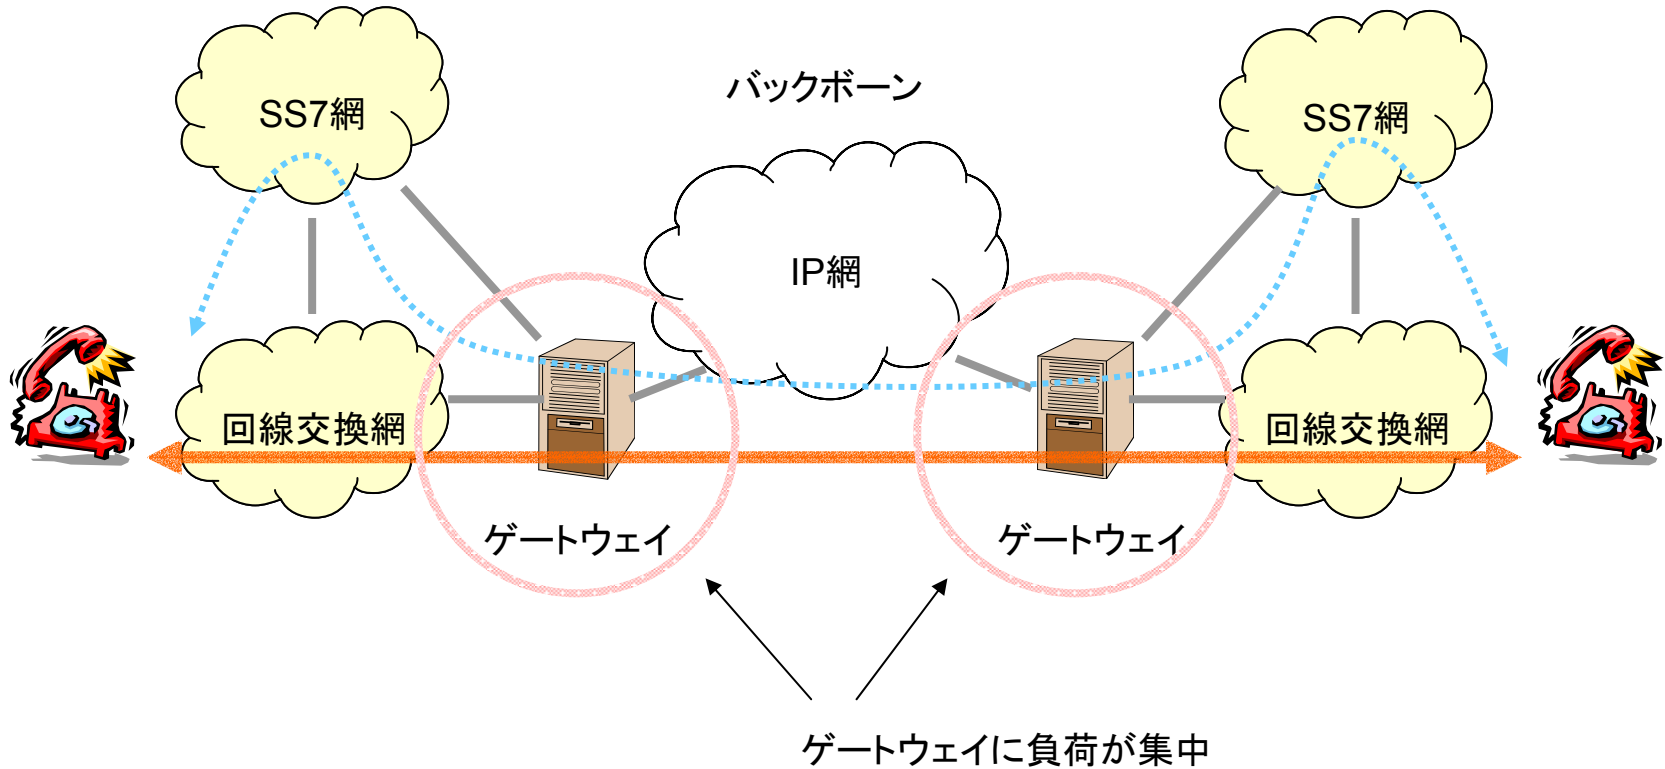 バックボーン
SS7網
SS7網
IP網
回線交換網
回線交換網
ゲートウェイ
ゲートウェイ
ゲートウェイに負荷が集中